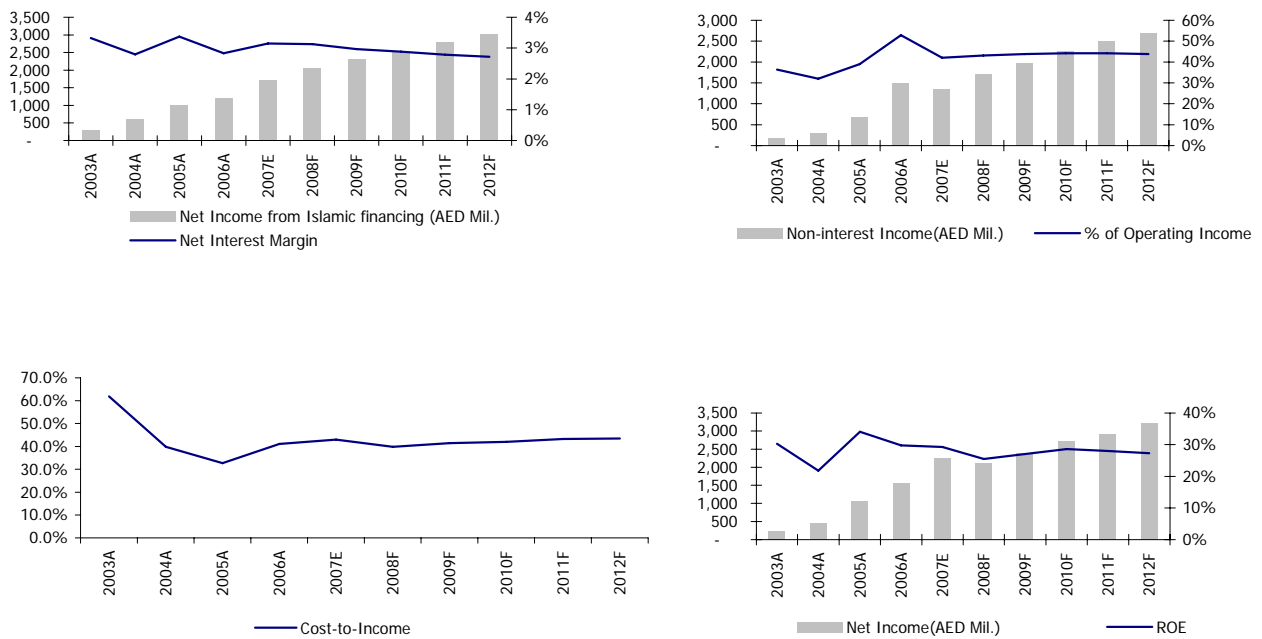 3,500
3,000
2,500
2,000
1,500
1,000
500
-
4%
3%
2%
1%
0%
2003A
2004A
2005A
2006A
2007E
2008F
2009F
2010F
2011F
2012F
Net Income from Islamic financing (AED Mil.)
Net Interest Margin
3,000
2,500
2,000
1,500
1,000
500
-
60%
50%
40%
30%
20%
10%
0%
2003A
2004A
2005A
2006A
2007E
2008F
2009F
2010F
2011F
2012F
Non-interest Income(AED Mil.) % of Operating Income
70.0%
60.0%
50.0%
40.0%
30.0%
20.0%
10.0%
0.0%
2003A
2004A
2005A
2006A
2007E
2008F
2009F
2010F
2011F
2012F
Cost-to-Income
3,500
3,000
2,500
2,000
1,500
1,000
500
-
40%
30%
20%
10%
0%
2003A
2004A
2005A
2006A
2007E
2008F
2009F
2010F
2011F
2012F
Net Income(AED Mil.) ROE